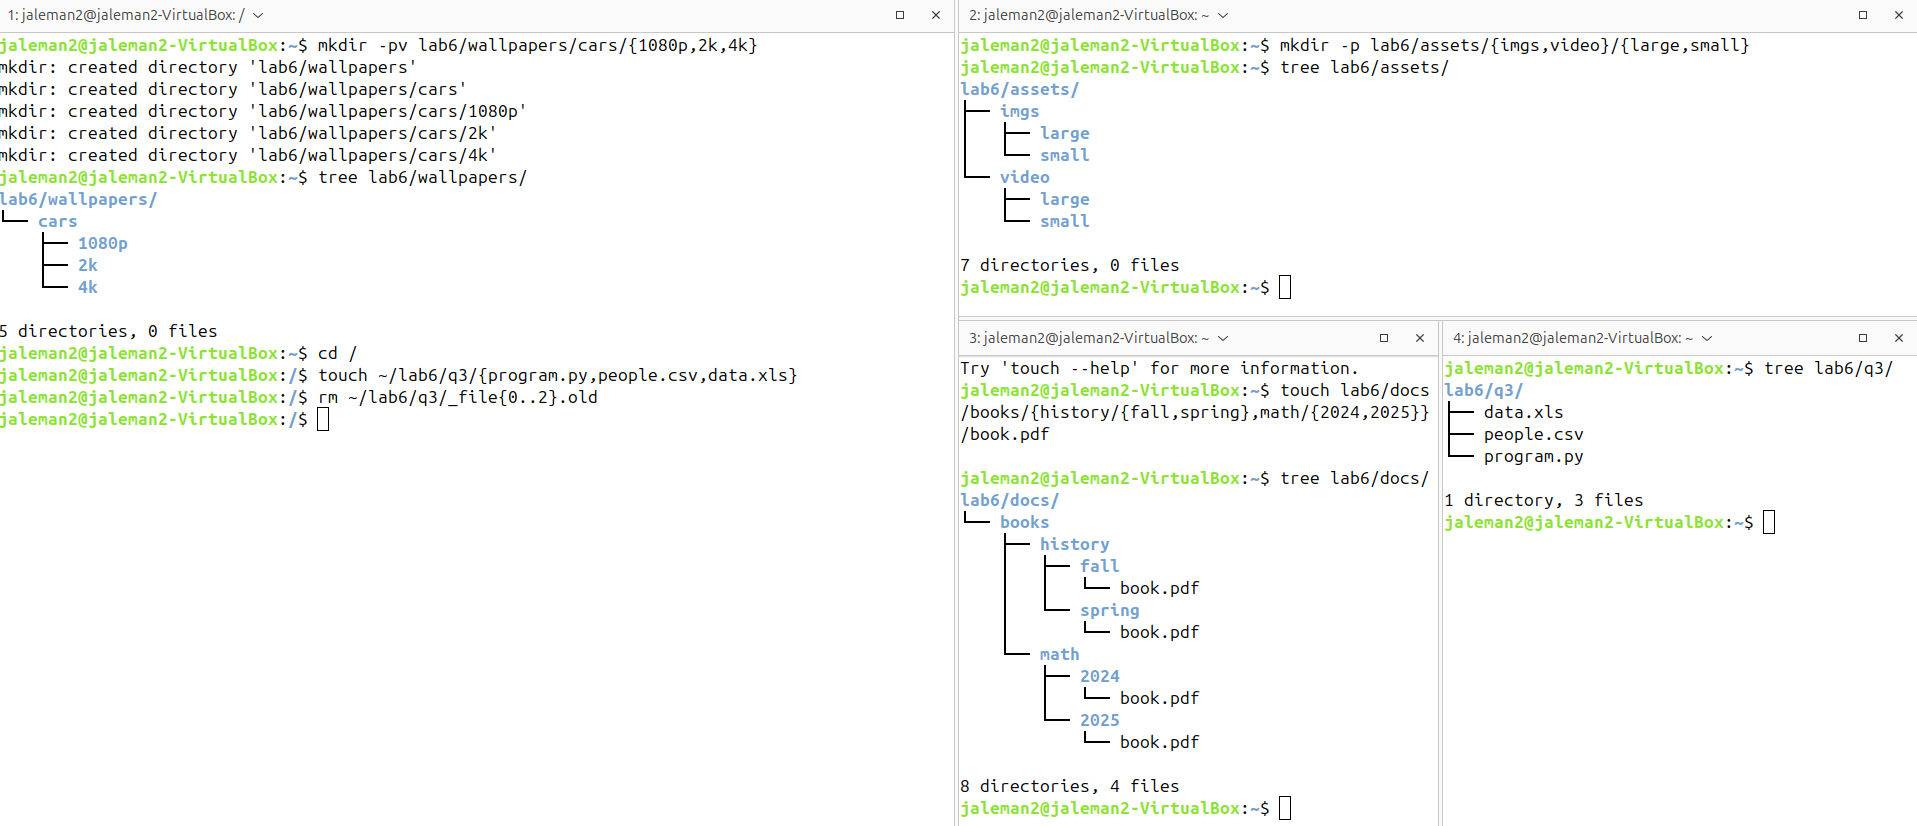 1: jaleman2@jaleman2-VirtualBox: /
jaleman2@jaleman2-VirtualBox:~$ mkdir -pv lab6/wallpapers/cars/{1080p,2k,4k}
mkdir: created directory 'lab6/wallpapers'
mkdir: created directory 'lab6/wallpapers/cars'
mkdir: created directory 'lab6/wallpapers/cars/1080p'
mkdir: created directory 'lab6/wallpapers/cars/2k'
mkdir: created directory 'lab6/wallpapers/cars/4k'
jaleman2@jaleman2-VirtualBox:~$ tree lab6/wallpapers/
lab6/wallpapers/
└── cars
    ├── 1080p
    ├── 2k
    └── 4k
5 directories, 0 files
jaleman2@jaleman2-VirtualBox:~$ cd /
jaleman2@jaleman2-VirtualBox:/$ touch ~/lab6/q3/{program.py,people.csv,data.xls}
jaleman2@jaleman2-VirtualBox:/$ rm ~/lab6/q3/_file{0..2}.old
jaleman2@jaleman2-VirtualBox:/$
2: jaleman2@jaleman2-VirtualBox: ~
jaleman2@jaleman2-VirtualBox:~$ mkdir -p lab6/assets/{imgs,video}/{large,small}
jaleman2@jaleman2-VirtualBox:~$ tree lab6/assets/
lab6/assets/
├── imgs
│   ├── large
│   └── small
└── video
    ├── large
    └── small
7 directories, 0 files
jaleman2@jaleman2-VirtualBox:~$
3: jaleman2@jaleman2-VirtualBox: ~
Try 'touch --help' for more information.
jaleman2@jaleman2-VirtualBox:~$ touch lab6/docs
/books/{history/{fall,spring},math/{2024,2025}}
/book.pdf
jaleman2@jaleman2-VirtualBox:~$ tree lab6/docs/
lab6/docs/
└── books
    ├── history
    │   ├── fall
    │   │   └── book.pdf
    │   └── spring
    │       └── book.pdf
    └── math
        ├── 2024
        │   └── book.pdf
        └── 2025
            └── book.pdf
8 directories, 4 files
jaleman2@jaleman2-VirtualBox:~$
4: jaleman2@jaleman2-VirtualBox: ~
jaleman2@jaleman2-VirtualBox:~$ tree lab6/q3/
lab6/q3/
├── data.xls
├── people.csv
└── program.py
1 directory, 3 files
jaleman2@jaleman2-VirtualBox:~$